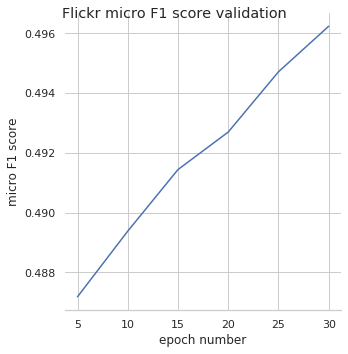 Flickr micro F1 score validation
0.496
0.494
0.492
0.490
0.488
micro F1 score
5 10 15 20 25 30
epoch number